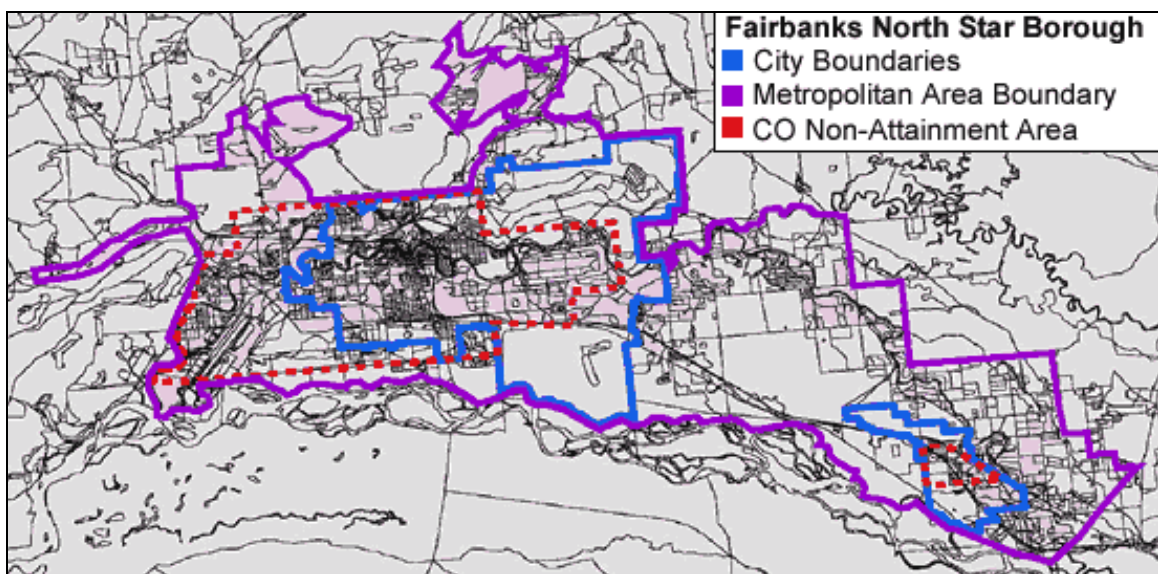 Fairbanks North Star Borough
City Boundaries
Metropolitan Area Boundary
CO Non-Attainment Area